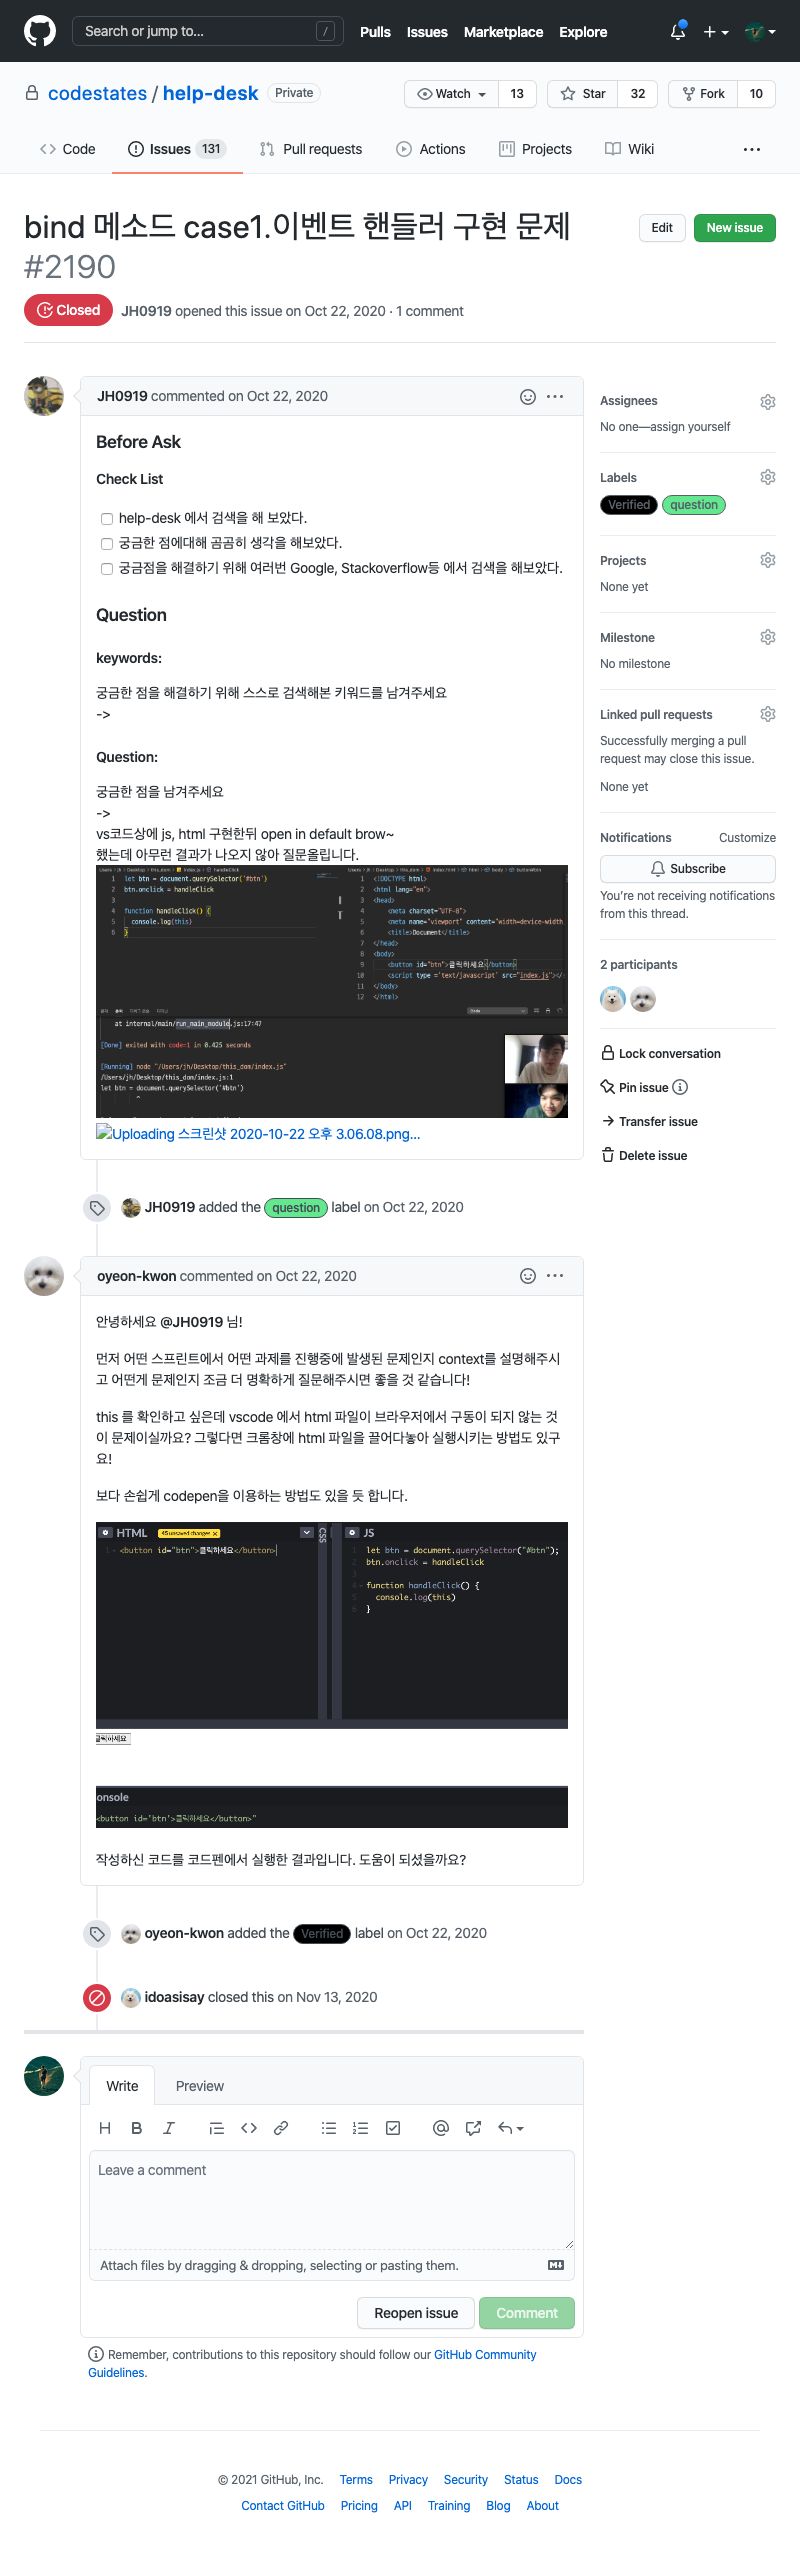 Search or jump to...
/
Pulls
Issues
Marketplace
Explore
codestates / help-desk
Private
Watch
13
Star
32
Fork
10
Code
Issues 131
Pull requests
Actions
Projects
Wiki
bind 메소드 case1.이벤트 핸들러 구현 문제
#2190
Edit
New issue
Closed
JH0919 opened this issue on Oct 22, 2020 · 1 comment
JH0919 commented on Oct 22, 2020
Before Ask
Check List
help-desk 에서 검색을 해 보았다.
궁금한 점에대해 곰곰히 생각을 해보았다.
궁금점을 해결하기 위해 여러번 Google, Stackoverflow등 에서 검색을 해보았다.
Question
keywords:
궁금한 점을 해결하기 위해 스스로 검색해본 키워드를 남겨주세요
->
Question:
궁금한 점을 남겨주세요
->
vs코드상에 js, html 구현한뒤 open in default brow~
했는데 아무런 결과가 나오지 않아 질문올립니다.
1 let btn = document.querySelector('#btn')
2 btn.onclick = handleClick
3
4 function handleClick() {
5 console.log(this)
6 }
1 <!DOCTYPE html>
2 <html lang="en">
3 <head>
4 <meta charset="UTF-8">
5 <meta name="viewport" content="width=device-width,
6 <title>Document</title>
7 </head>
8 <body>
9 <button id="btn">클릭하세요</button>
10 <script type ='text/javascript' src="index.js"></
11 </body>
12 </html>
at internal/main/run_main_module.js:17:47
[Done] exited with code=1 in 0.425 seconds
[Running] node "/Users/jh/Desktop/this_dom/index.js"
/Users/jh/Desktop/this_dom/index.js:1
let btn = document.querySelector('#btn')
^
Uploading 스크린샷 2020-10-22 오후 3.06.08.png...
JH0919 added the question label on Oct 22, 2020
oyeon-kwon commented on Oct 22, 2020
안녕하세요 @JH0919 님!
먼저 어떤 스프린트에서 어떤 과제를 진행중에 발생된 문제인지 context를 설명해주시
고 어떤게 문제인지 조금 더 명확하게 질문해주시면 좋을 것 같습니다!
this 를 확인하고 싶은데 vscode 에서 html 파일이 브라우저에서 구동이 되지 않는 것
이 문제이실까요? 그렇다면 크롬창에 html 파일을 끌어다놓아 실행시키는 방법도 있구
요!
보다 손쉽게 codepen을 이용하는 방법도 있을 듯 합니다.
HTML
45 unsaved changes X
CSS
JS
1 <button id="btn">클릭하세요</button>
1 let btn = document.querySelector("#btn");
2 btn.onclick = handleClick
3
4 function handleClick() {
5 console.log(this)
6 }
클릭하세요
onsole
<button id='btn'>클릭하세요</button>"
작성하신 코드를 코드펜에서 실행한 결과입니다. 도움이 되셨을까요?
oyeon-kwon added the Verified label on Oct 22, 2020
idoasisay closed this on Nov 13, 2020
Assignees
No one—assign yourself
Labels
Verified
question
Projects
None yet
Milestone
No milestone
Linked pull requests
Successfully merging a pull
request may close this issue.
None yet
Notifications
Customize
Subscribe
You're not receiving notifications
from this thread.
2 participants
Lock conversation
Pin issue
Transfer issue
Delete issue
Write
Preview
Leave a comment
Attach files by dragging & dropping, selecting or pasting them.
Reopen issue
Comment
Remember, contributions to this repository should follow our GitHub Community
Guidelines.
© 2021 GitHub, Inc.
Terms
Privacy
Security
Status
Docs
Contact GitHub
Pricing
API
Training
Blog
About